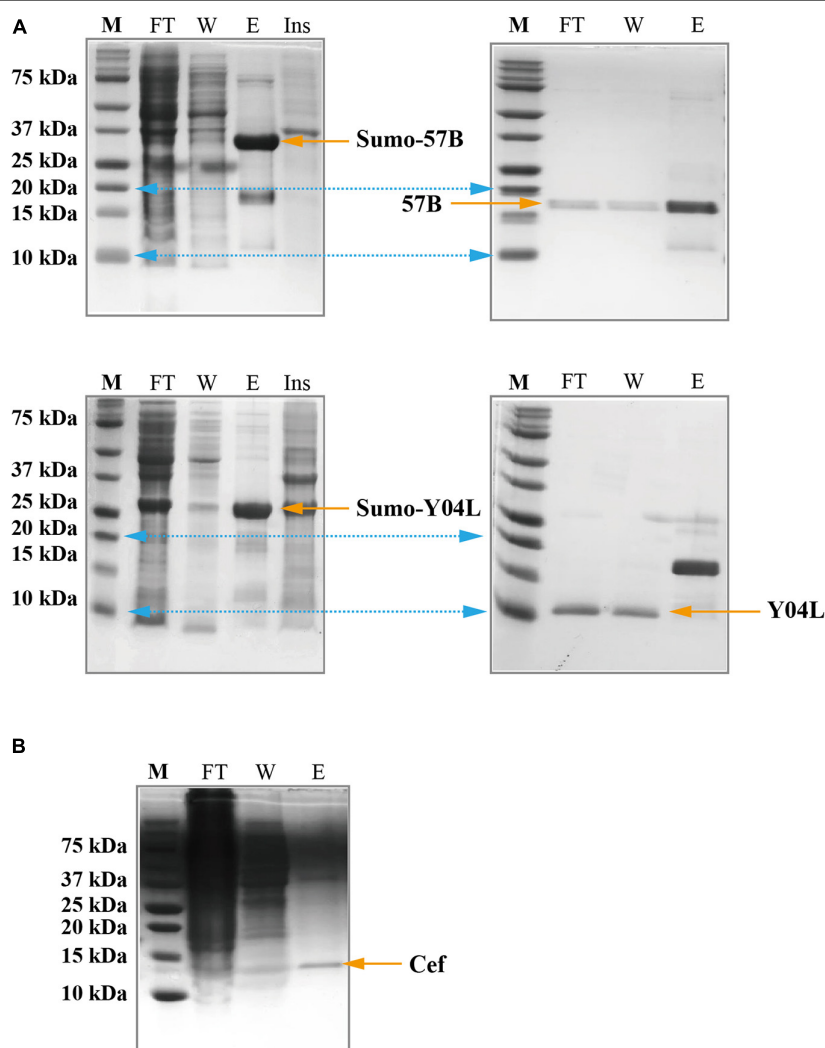 A
M FT W E Ins
M FT W E
75 kDa
37 kDa
Sumo-57B
25 kDa
20 kDa
57B
15 kDa
10 kDa
M FT W E Ins
M FT W E
75 kDa
37 kDa
25 kDa
Sumo-Y04L
20 kDa
15 kDa
10 kDa
Y04L
B
M FT W E
75 kDa
37 kDa
25 kDa
20 kDa
15 kDa
Cef
10 kDa